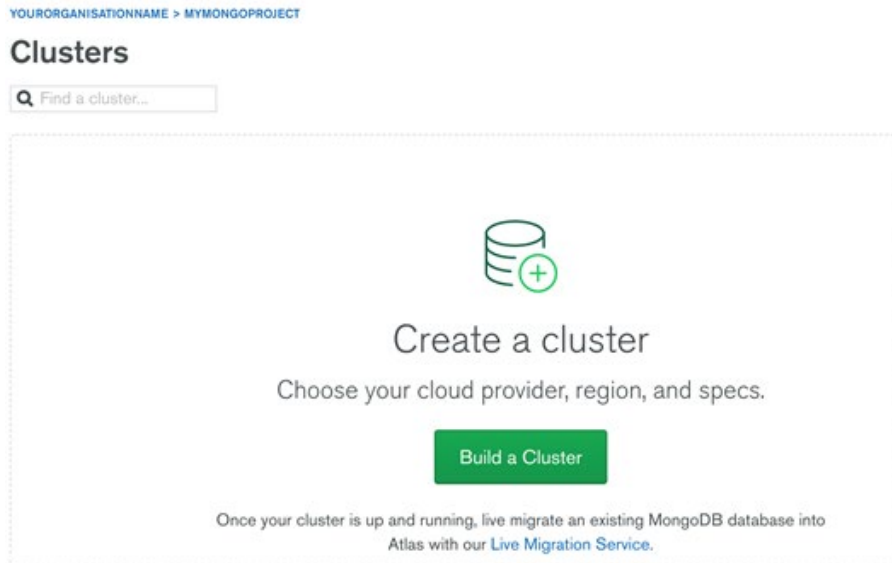 YOURORGANISATIONNAME > MYMONGOPROJECT
Clusters
Find a cluster...
Create a cluster
Choose your cloud provider, region, and specs.
Build a Cluster
Once your cluster is up and running, live migrate an existing MongoDB database into
Atlas with our Live Migration Service.